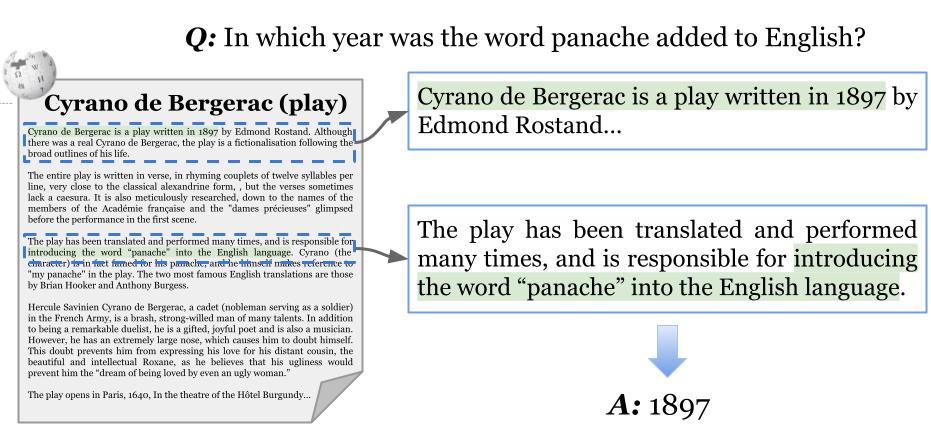 Q: In which year was the word panache added to English?
Cyrano de Bergerac (play)
Cyrano de Bergerac is a play written in 1897 by Edmond Rostand. Although
there was a real Cyrano de Bergerac, the play is a fictionalisation following the
broad outlines of his life.
The entire play is written in verse, in rhyming couplets of twelve syllables per
line, very close to the classical alexandrine form, , but the verses sometimes
lack a caesura. It is also meticulously researched, down to the names of the
members of the Académie française and the "dames précieuses" glimpsed
before the performance in the first scene.
The play has been translated and performed many times, and is responsible for
introducing the word “panache” into the English language. Cyrano (the
character) is in fact famed for his panache, and he himself makes reference to
"my panache" in the play. The two most famous English translations are those
by Brian Hooker and Anthony Burgess.
Hercule Savinien Cyrano de Bergerac, a cadet (nobleman serving as a soldier)
in the French Army, is a brash, strong-willed man of many talents. In addition
to being a remarkable duelist, he is a gifted, joyful poet and is also a musician.
However, he has an extremely large nose, which causes him to doubt himself.
This doubt prevents him from expressing his love for his distant cousin, the
beautiful and intellectual Roxane, as he believes that his ugliness would
prevent him the “dream of being loved by even an ugly woman.”
The play opens in Paris, 1640, In the theatre of the Hôtel Burgundy...
Cyrano de Bergerac is a play written in 1897 by
Edmond Rostand...
The play has been translated and performed
many times, and is responsible for introducing
the word “panache” into the English language.
A: 1897